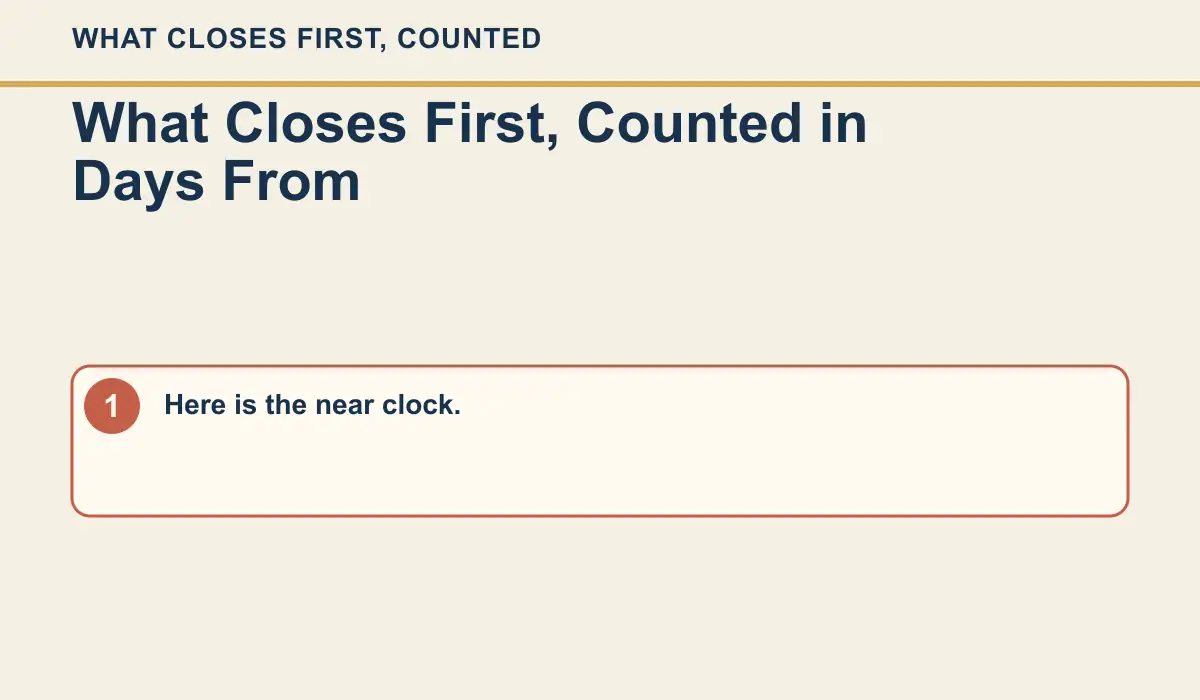 WHAT CLOSES FIRST, COUNTED
What Closes First, Counted in
Days From
1
Here is the near clock.